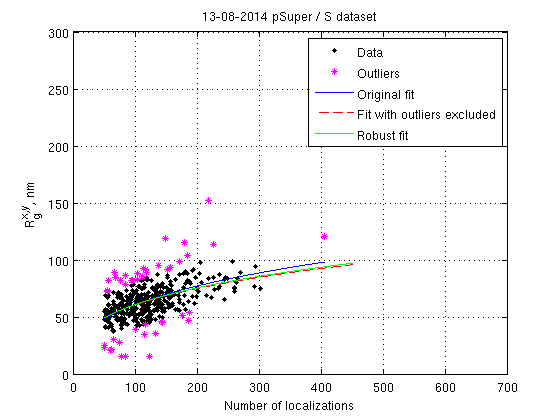 13-08-2014 pSuper / S dataset
300
250
200
150
100
50
0
R_g^{x,y}, nm
Data
Outliers
Original fit
Fit with outliers excluded
Robust fit
0 100 200 300 400 500 600 700
Number of localizations